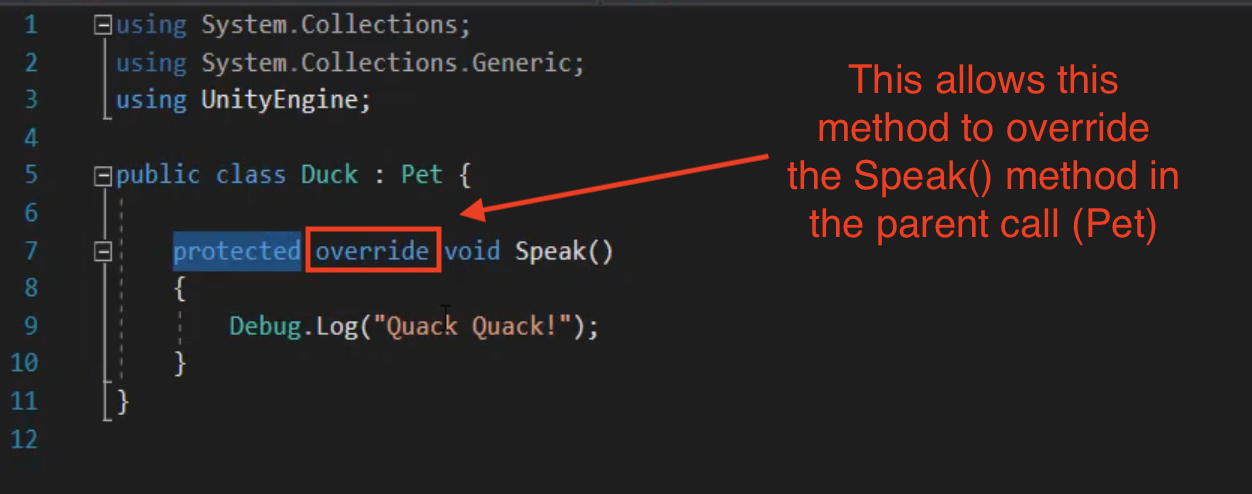 1 using System.Collections;
2 using System.Collections.Generic;
3 using UnityEngine;
4
5 public class Duck : Pet {
6
7 protected override void Speak()
8 {
9 Debug.Log("Quack Quack!");
10 }
11 }
12
This allows this
method to override
the Speak() method in
the parent call (Pet)